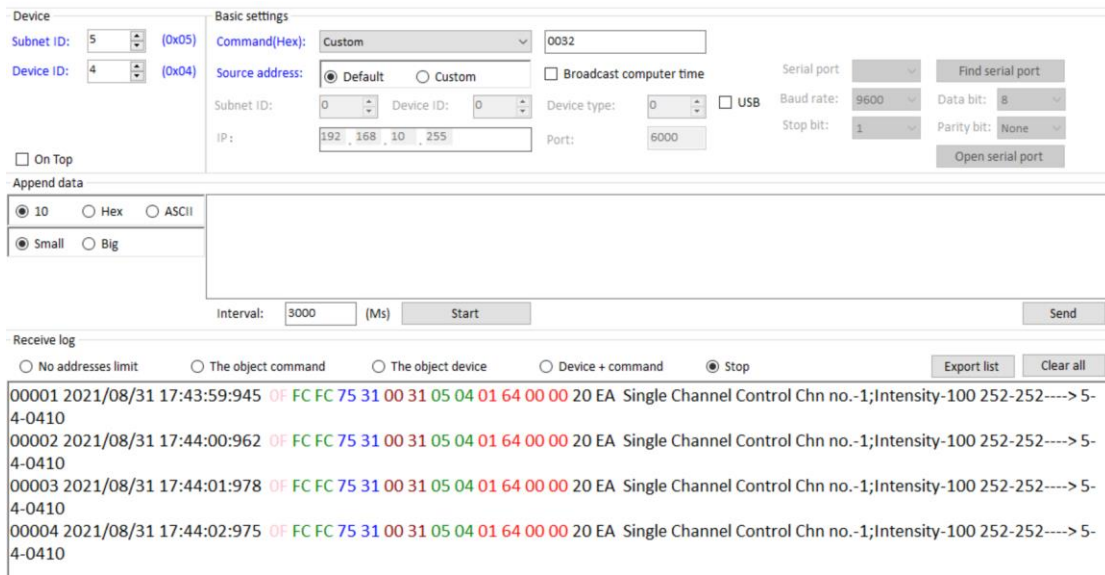 Device
Basic settings
Subnet ID: 5 (0x05) Command(Hex): Custom 0032
Device ID: 4 (0x04) Source address: Default Custom Broadcast computer time Serial port Find serial port
Subnet ID: 0 Device ID: 0 Device type: 0 USB Baud rate: 9600 Data bit: 8
IP: 192 . 168 . 10 . 255 Port: 6000 Stop bit: 1 Parity bit: None
On Top Open serial port
Append data
10 Hex ASCII
Small Big
Interval: 3000 (Ms) Start Send
Receive log
No addresses limit The object command The object device Device + command Stop Export list Clear all
00001 2021/08/31 17:43:59:945 0F FC FC 75 31 00 31 05 04 01 64 00 00 20 EA Single Channel Control Chn no.-1;Intensity-100 252-252----> 5-
4-0410
00002 2021/08/31 17:44:00:962 0F FC FC 75 31 00 31 05 04 01 64 00 00 20 EA Single Channel Control Chn no.-1;Intensity-100 252-252----> 5-
4-0410
00003 2021/08/31 17:44:01:978 0F FC FC 75 31 00 31 05 04 01 64 00 00 20 EA Single Channel Control Chn no.-1;Intensity-100 252-252----> 5-
4-0410
00004 2021/08/31 17:44:02:975 0F FC FC 75 31 00 31 05 04 01 64 00 00 20 EA Single Channel Control Chn no.-1;Intensity-100 252-252----> 5-
4-0410